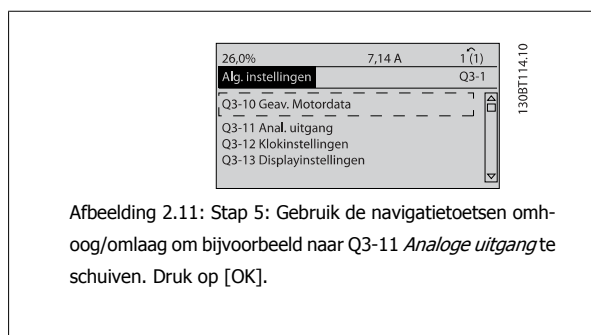 26,0% 7,14 A 1 (1)
Alg. instellingen Q3-1
Q3-10 Geav. Motordata
Q3-11 Anal. uitgang
Q3-12 Klokinstellingen
Q3-13 Displayinstellingen
130BT114.10
Afbeelding 2.11: Stap 5: Gebruik de navigatietoetsen omh-
oog/omlaag om bijvoorbeeld naar Q3-11 Analoge uitgang te
schuiven. Druk op [OK].